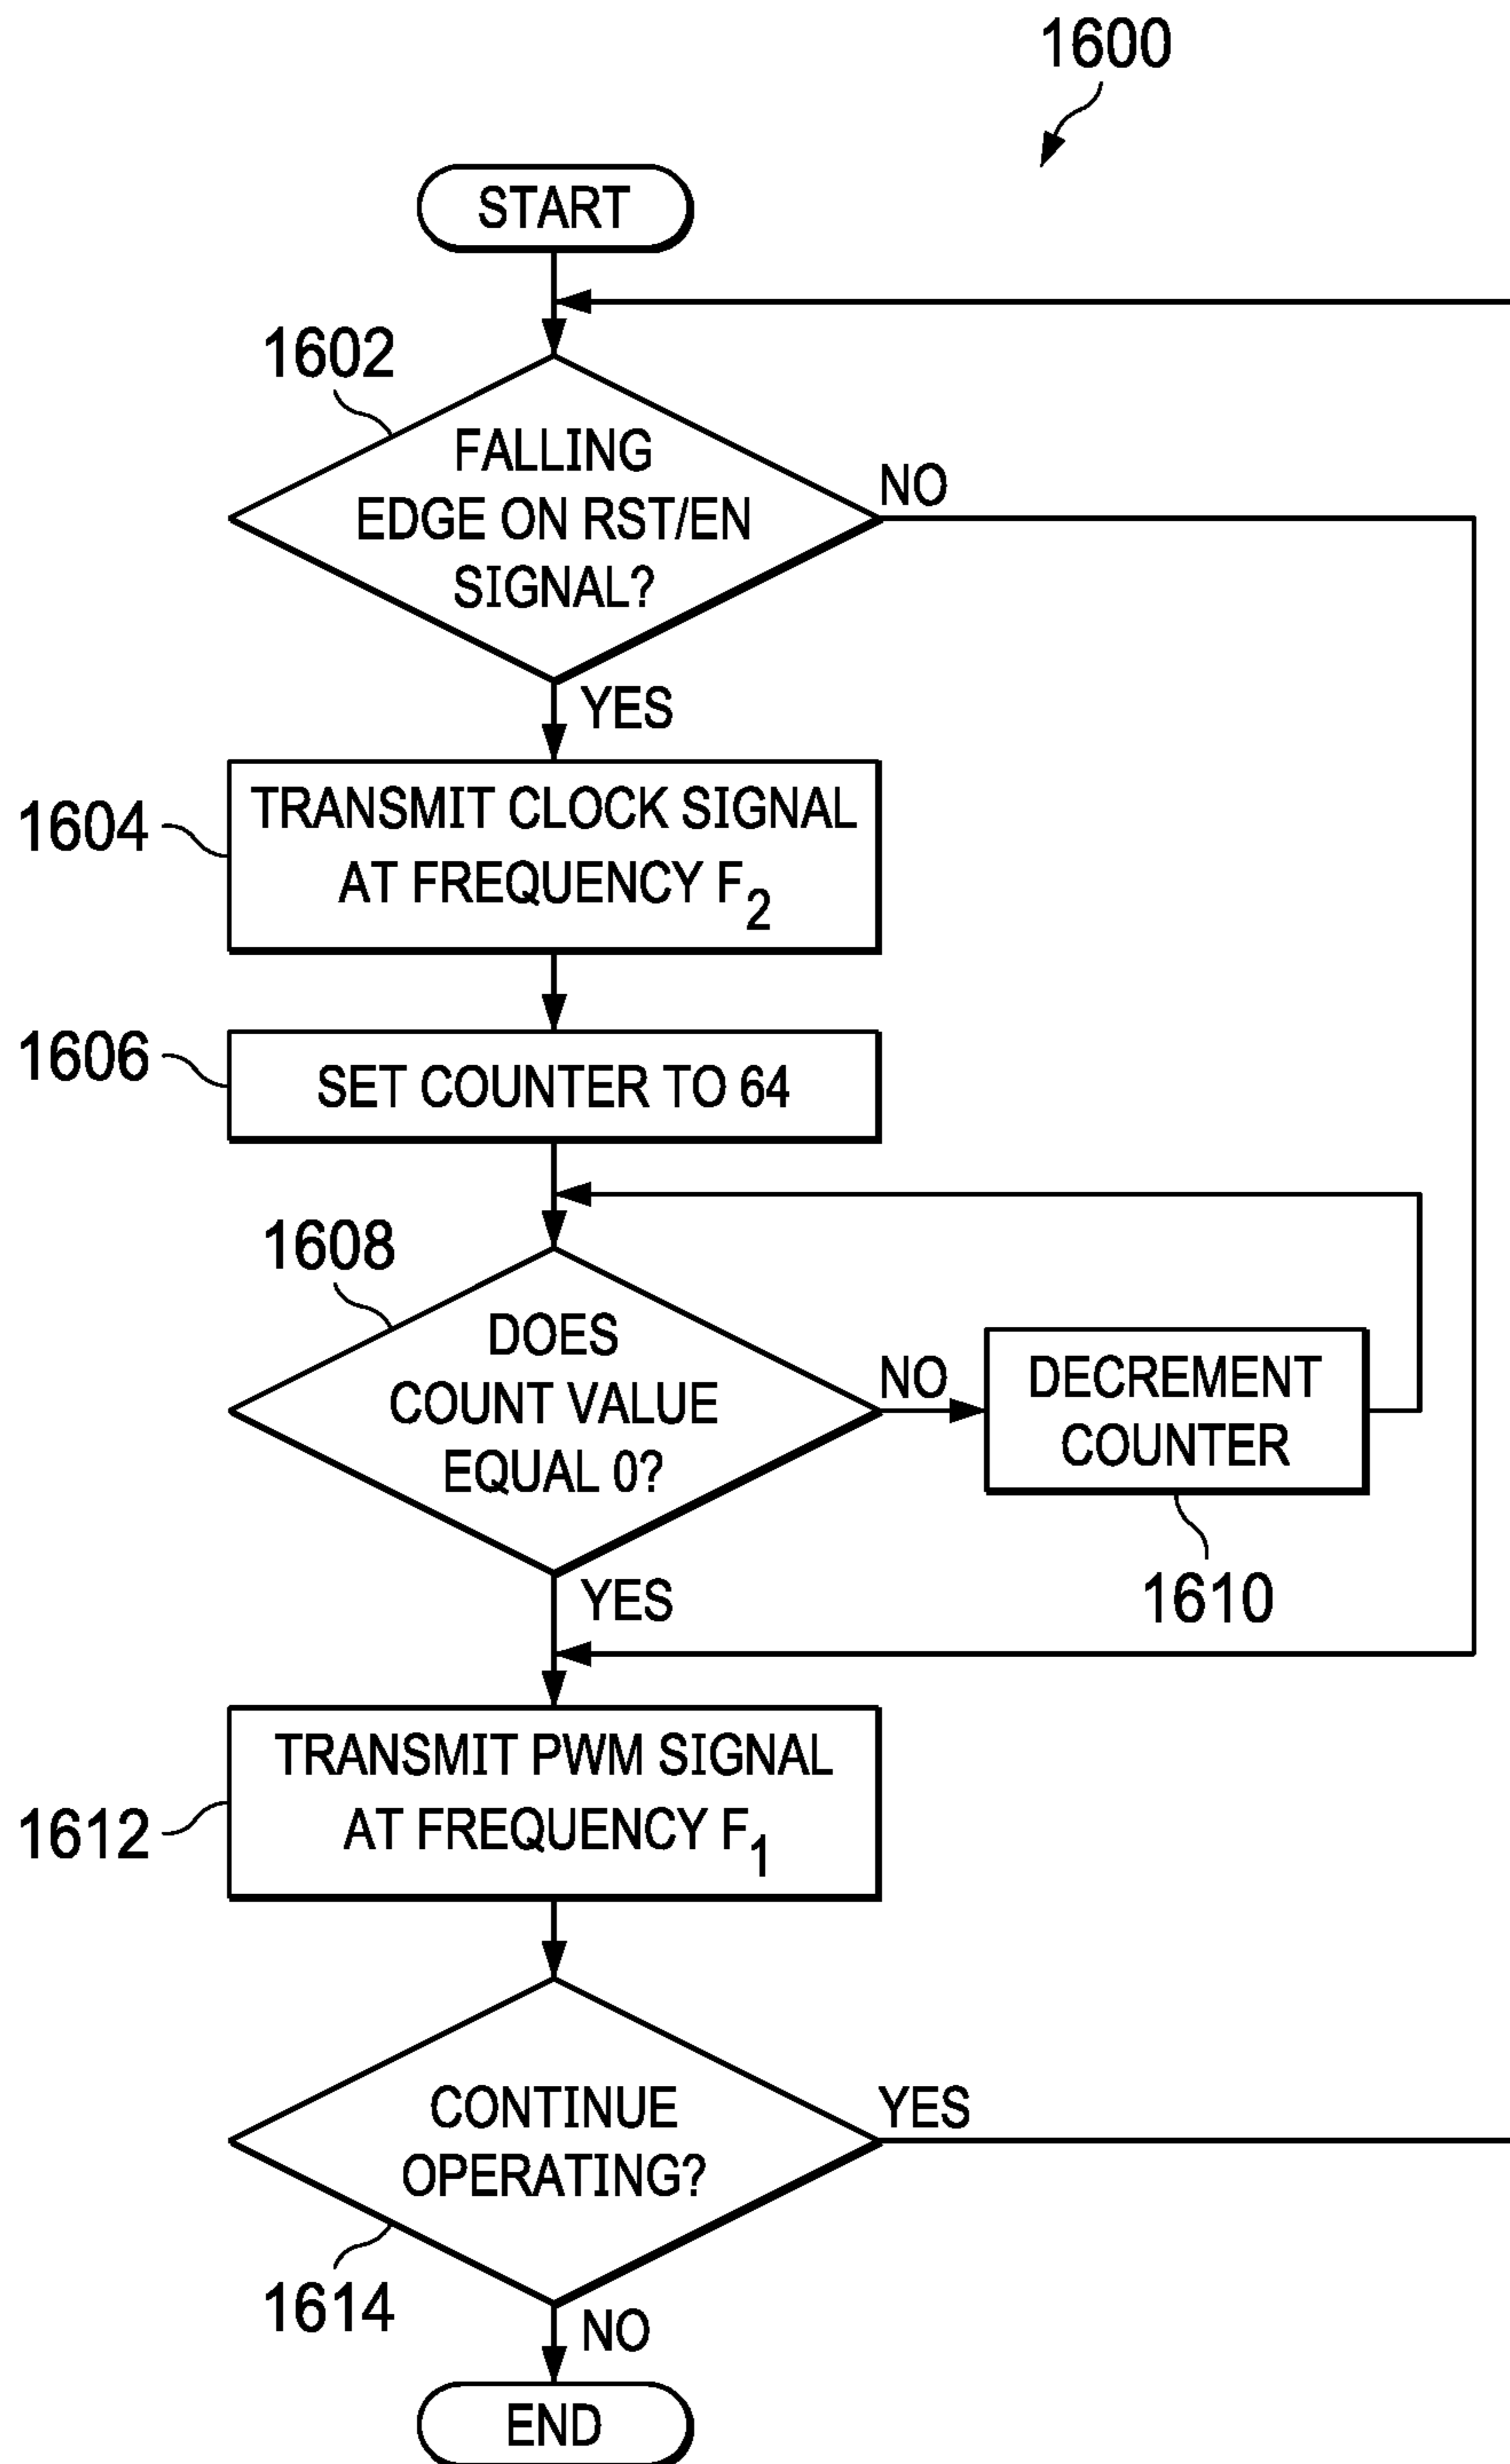 1600
START
1602
FALLING
EDGE ON RST/EN
SIGNAL?
NO
YES
1604
TRANSMIT CLOCK SIGNAL
AT FREQUENCY F2
1606
SET COUNTER TO 64
1608
DOES
COUNT VALUE
EQUAL 0?
NO
DECREMENT
COUNTER
1610
YES
TRANSMIT PWM SIGNAL
AT FREQUENCY F1
1612
CONTINUE
OPERATING?
YES
1614
NO
END